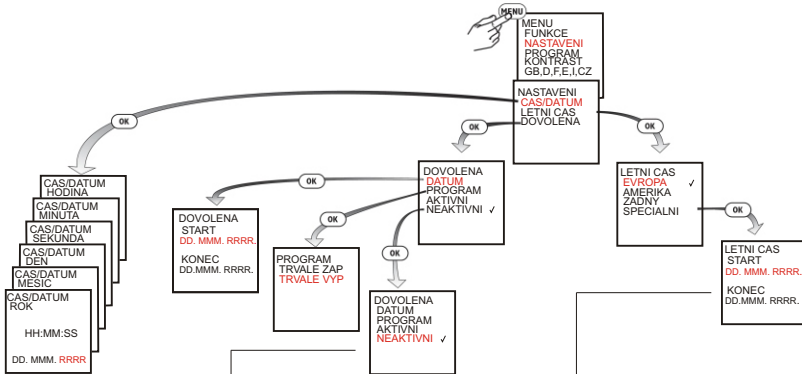 MENU
MENU
FUNKCE
NASTAVENI
PROGRAM
KONTRAST
GB,D,F,E,I,CZ
NASTAVENI
CAS/DATUM
LETNI CAS
DOVOLENA
OK
OK
OK
CAS/DATUM
HODINA
CAS/DATUM
MINUTA
CAS/DATUM
SEKUNDA
CAS/DATUM
DEN
CAS/DATUM
MESIC
CAS/DATUM
ROK
HH:MM:SS
DD. MMM. RRRR
DOVOLENA
DATUM
PROGRAM
AKTIVNI
NEAKTIVNI ✓
OK
OK
OK
DOVOLENA
START
DD. MMM. RRRR.
KONEC
DD.MMM. RRRR.
PROGRAM
TRVALE ZAP
TRVALE VYP
DOVOLENA
DATUM
PROGRAM
AKTIVNI
NEAKTIVNI ✓
LETNI CAS
EVROPA ✓
AMERIKA
ZADNY
SPECIALNI
OK
LETNI CAS
START
DD. MMM. RRRR.
KONEC
DD.MMM. RRRR.